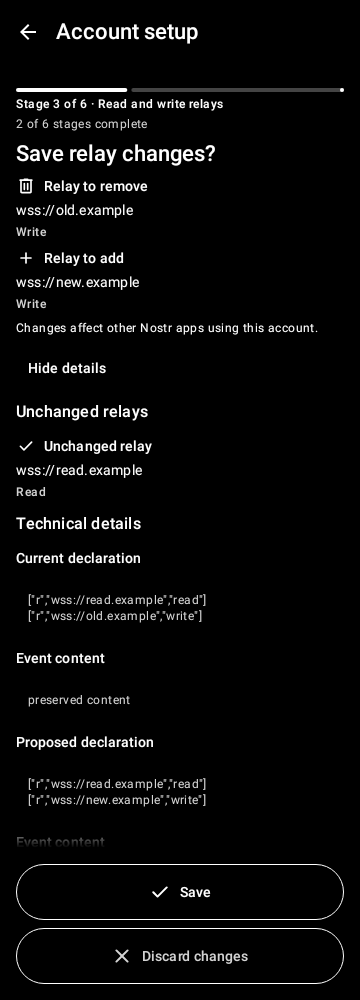 Account setup
Stage 3 of 6 · Read and write relays
2 of 6 stages complete
Save relay changes?
Relay to remove
wss://old.example
Write
Relay to add
wss://new.example
Write
Changes affect other Nostr apps using this account.
Hide details
Unchanged relays
Unchanged relay
wss://read.example
Read
Technical details
Current declaration
["r","wss://read.example","read"]
["r","wss://old.example","write"]
Event content
preserved content
Proposed declaration
["r","wss://read.example","read"]
["r","wss://new.example","write"]
Event content
Save
Discard changes